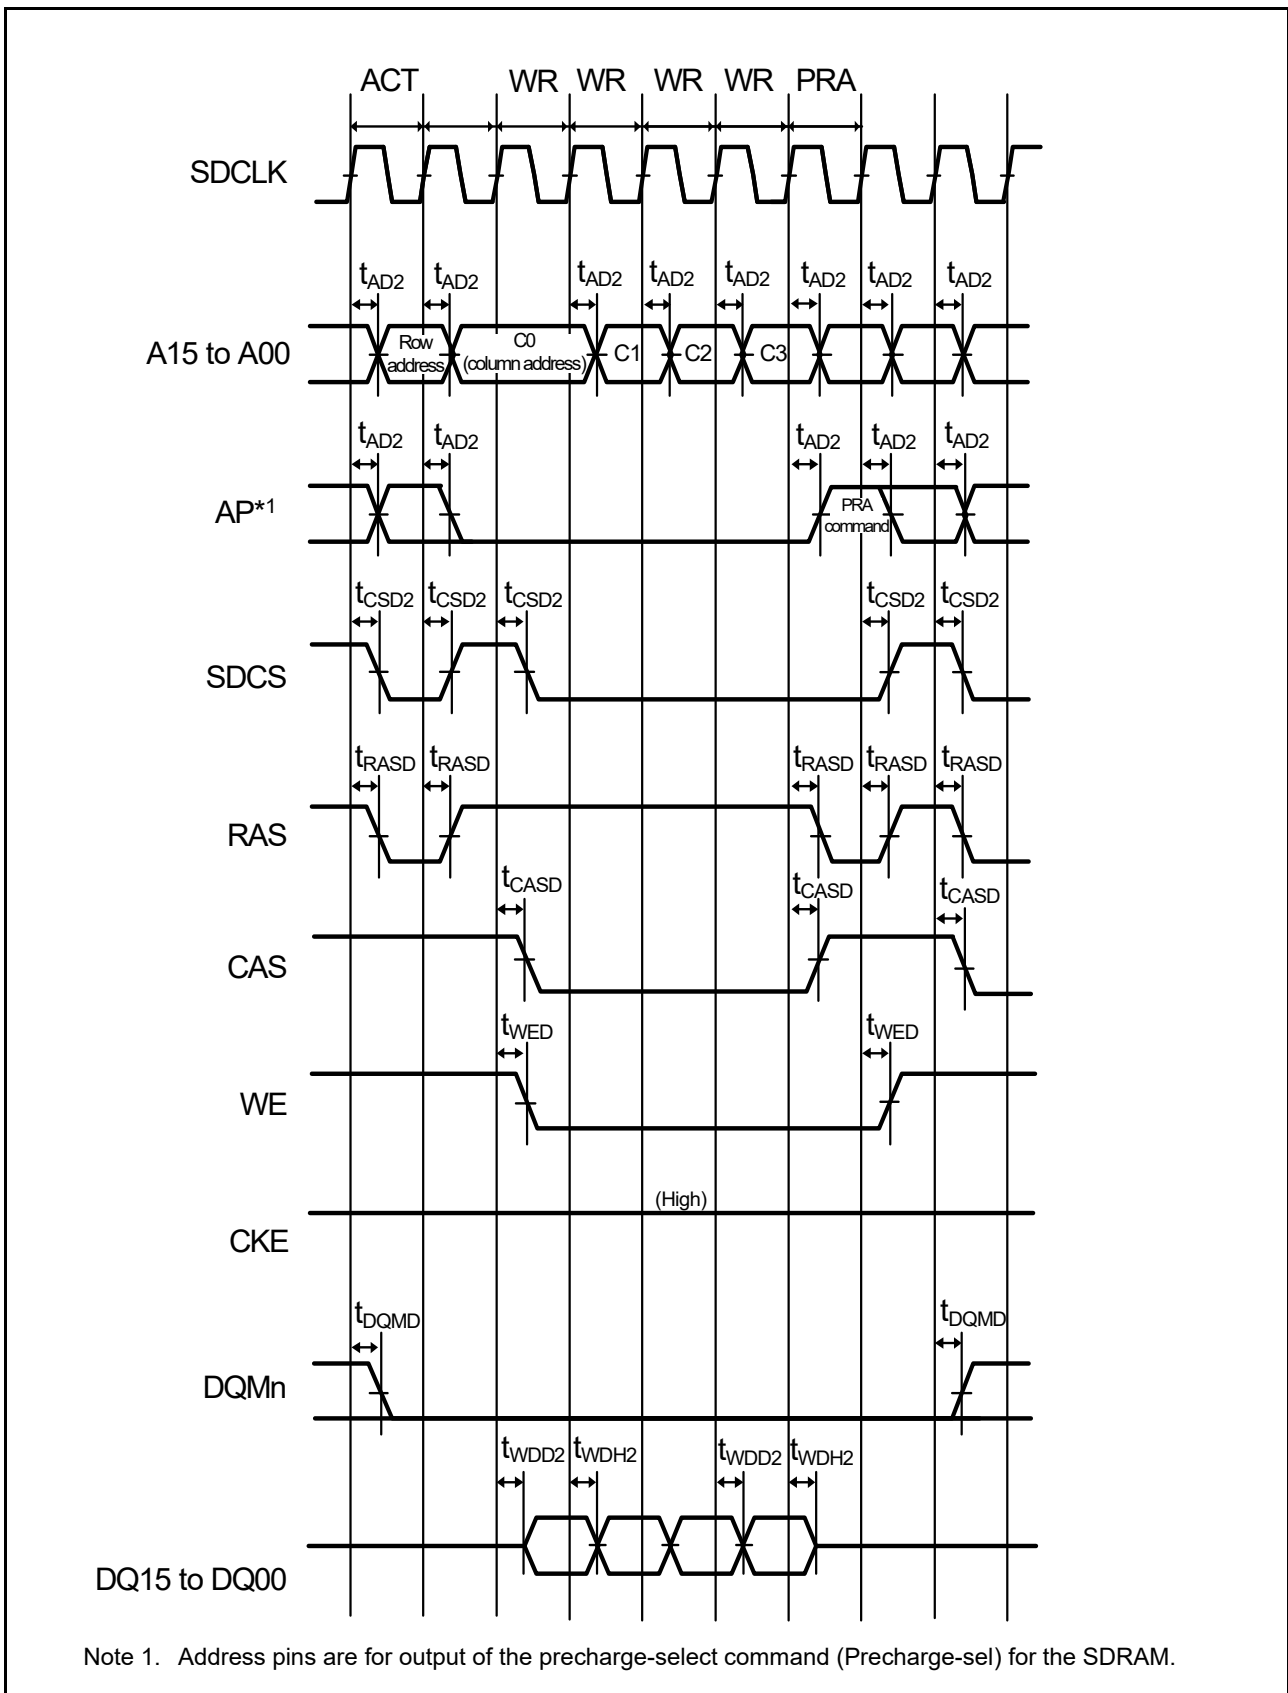 ACT WR WR WR WR PRA
SDCLK
tAD2 tAD2 tAD2 tAD2 tAD2 tAD2 tAD2 tAD2
A15 to A00
Row
address
C0
(column address)
C1 C2 C3
tAD2 tAD2 tAD2 tAD2 tAD2
AP*1
PRA
command
tCSD2 tCSD2 tCSD2 tCSD2 tCSD2
SDCS
tRASD tRASD tRASD tRASD tRASD
RAS
tCASD tCASD tCASD
CAS
tWED tWED
WE
(High)
CKE
tDQMD tDQMD
DQMn
tWDD2 tWDH2 tWDD2 tWDH2
DQ15 to DQ00
Note 1. Address pins are for output of the precharge-select command (Precharge-sel) for the SDRAM.